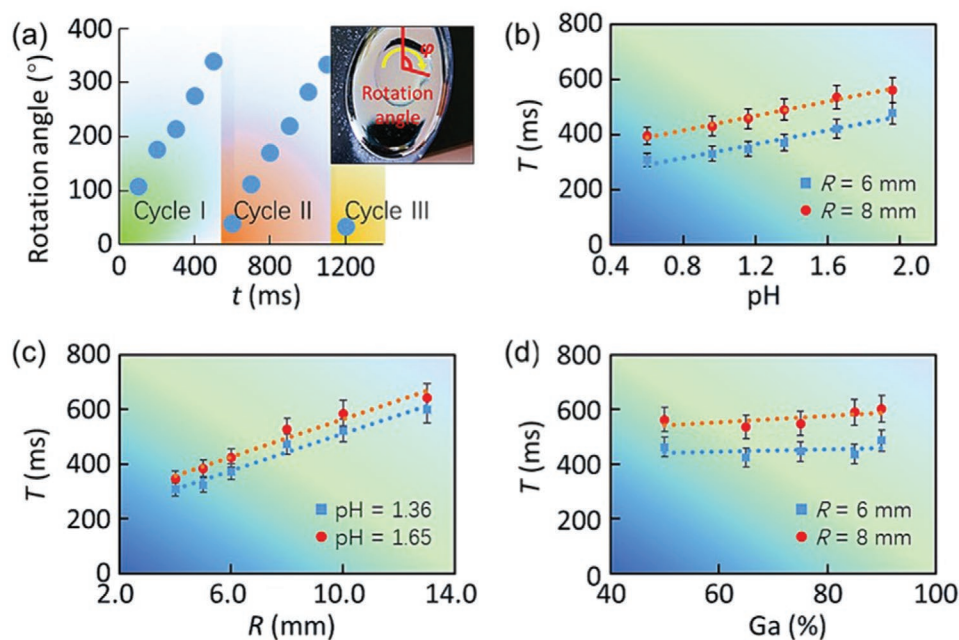 (a)
Rotation angle (°)
400
300
200
100
0
Cycle I
Cycle II
Cycle III
φ
Rotation
angle
0
400
800
1200
t (ms)
(b)
T (ms)
800
600
400
200
0
R = 6 mm
R = 8 mm
0.4
0.8
1.2
1.6
2.0
pH
(c)
T (ms)
800
600
400
200
0
pH = 1.36
pH = 1.65
2.0
6.0
10.0
14.0
R (mm)
(d)
T (ms)
800
600
400
200
0
R = 6 mm
R = 8 mm
40
60
80
100
Ga (%)